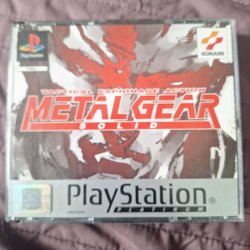 KONAMI
TACTICAL ESPIONAGE ACTION
METAL GEAR
SOLID
PlayStation
PLATINUM